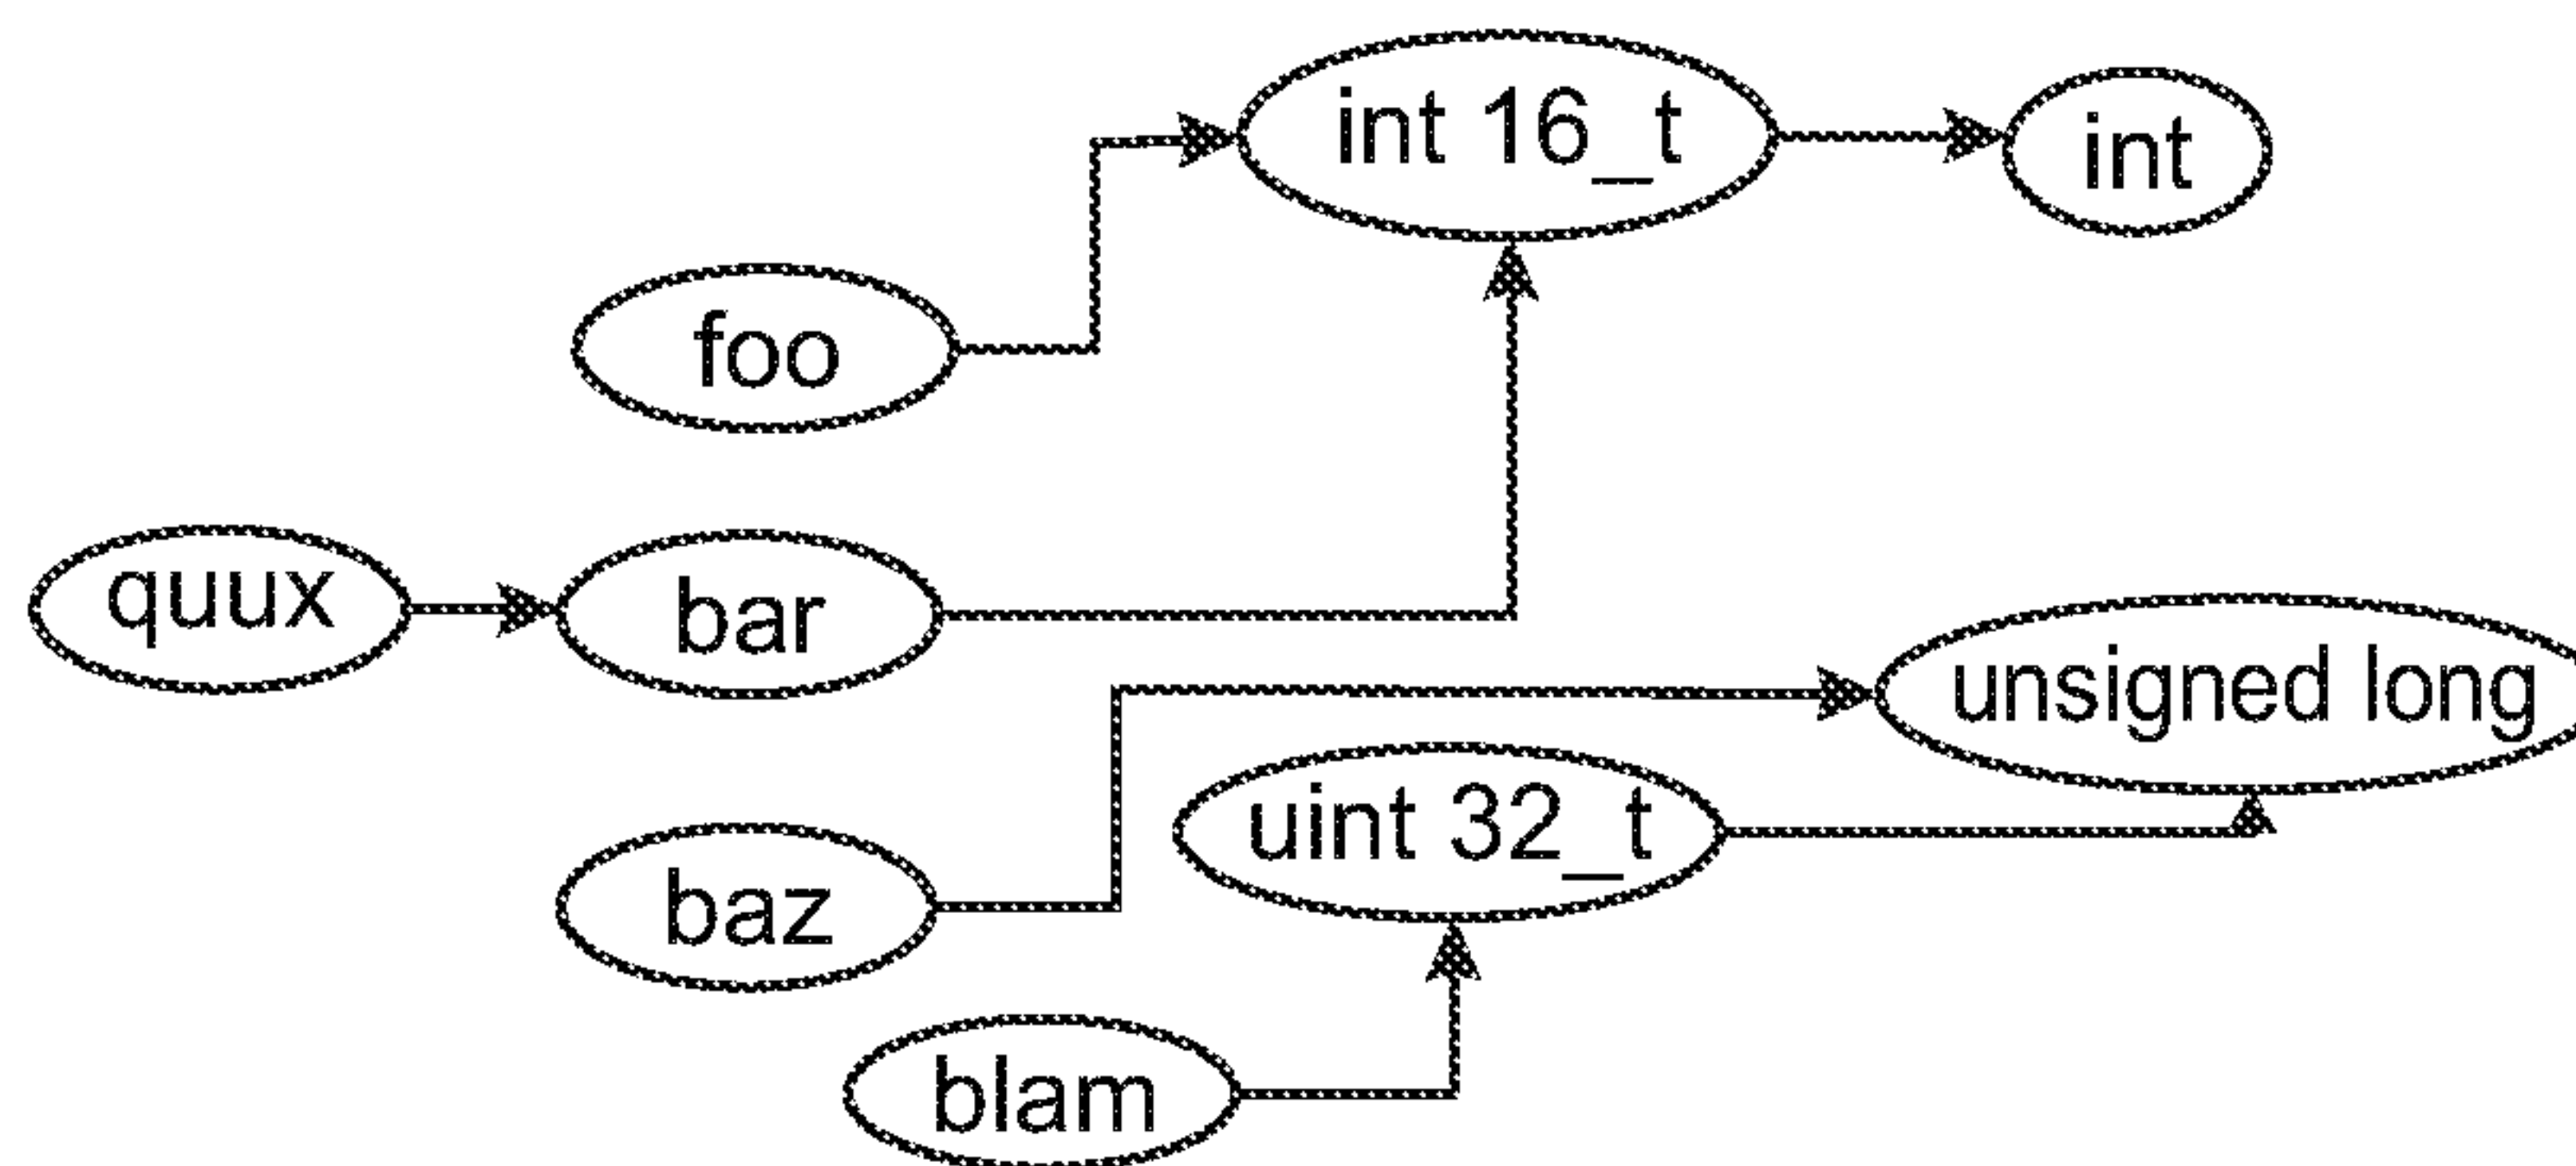 int 16_t
int
foo
quux
bar
unsigned long
uint 32_t
baz
blam